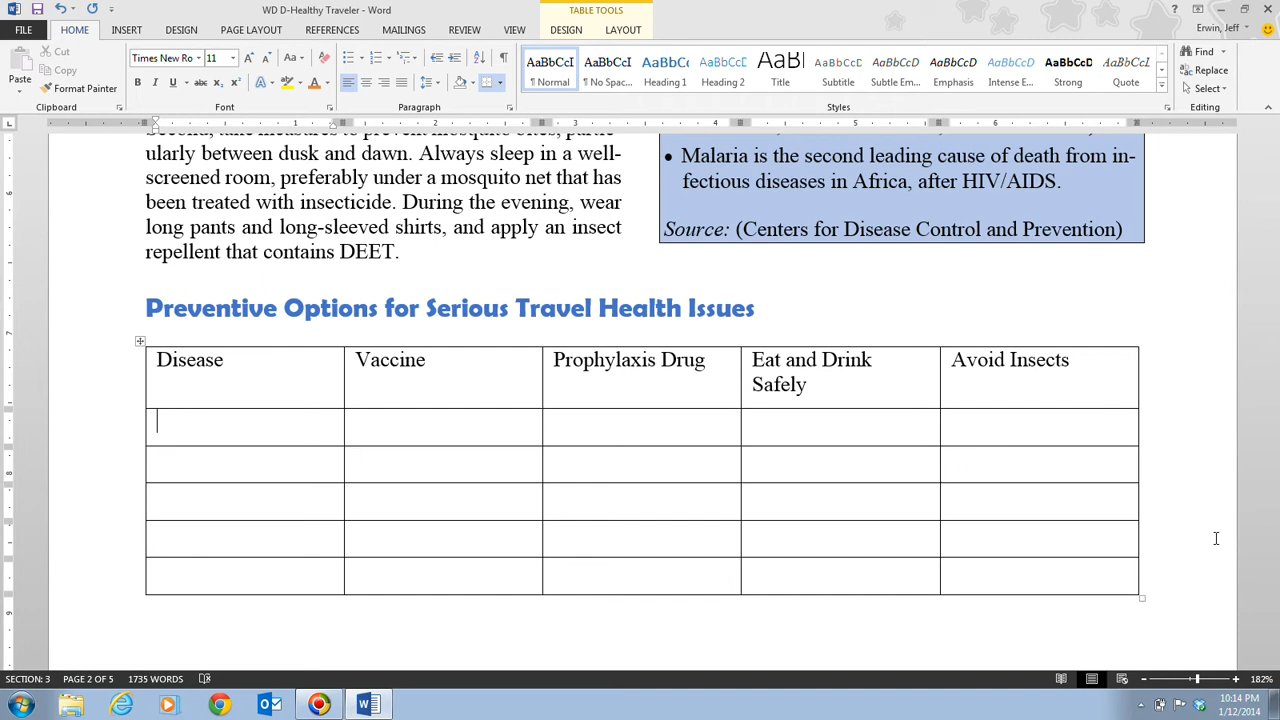 WD D-Healthy Traveler - Word
TABLE TOOLS
FILE HOME INSERT DESIGN PAGE LAYOUT REFERENCES MAILINGS REVIEW VIEW DESIGN LAYOUT
Erwin, Jeff
Paste
Cut
Copy
Format Painter
Clipboard
Times New Ro 11
Font
Paragraph
AaBbCcI AaBbCcI AaBbCc AaBbCc AaB AaBbCcD AaBbCcD AaBbCcD AaBbCcD AaBbCcD AaBbCcI
¶ Normal ¶ No Spac... Heading 1 Heading 2 Title Subtitle Subtle Em... Emphasis Intense E... Strong Quote
Styles
Find
Replace
Select
Editing
ularly between dusk and dawn. Always sleep in a well-
screened room, preferably under a mosquito net that has
been treated with insecticide. During the evening, wear
long pants and long-sleeved shirts, and apply an insect
repellent that contains DEET.
• Malaria is the second leading cause of death from in-
fectious diseases in Africa, after HIV/AIDS.
Source: (Centers for Disease Control and Prevention)
Preventive Options for Serious Travel Health Issues
Disease Vaccine Prophylaxis Drug Eat and Drink Avoid Insects
Safely
SECTION: 3 PAGE 2 OF 5 1735 WORDS
182%
10:14 PM
1/12/2014